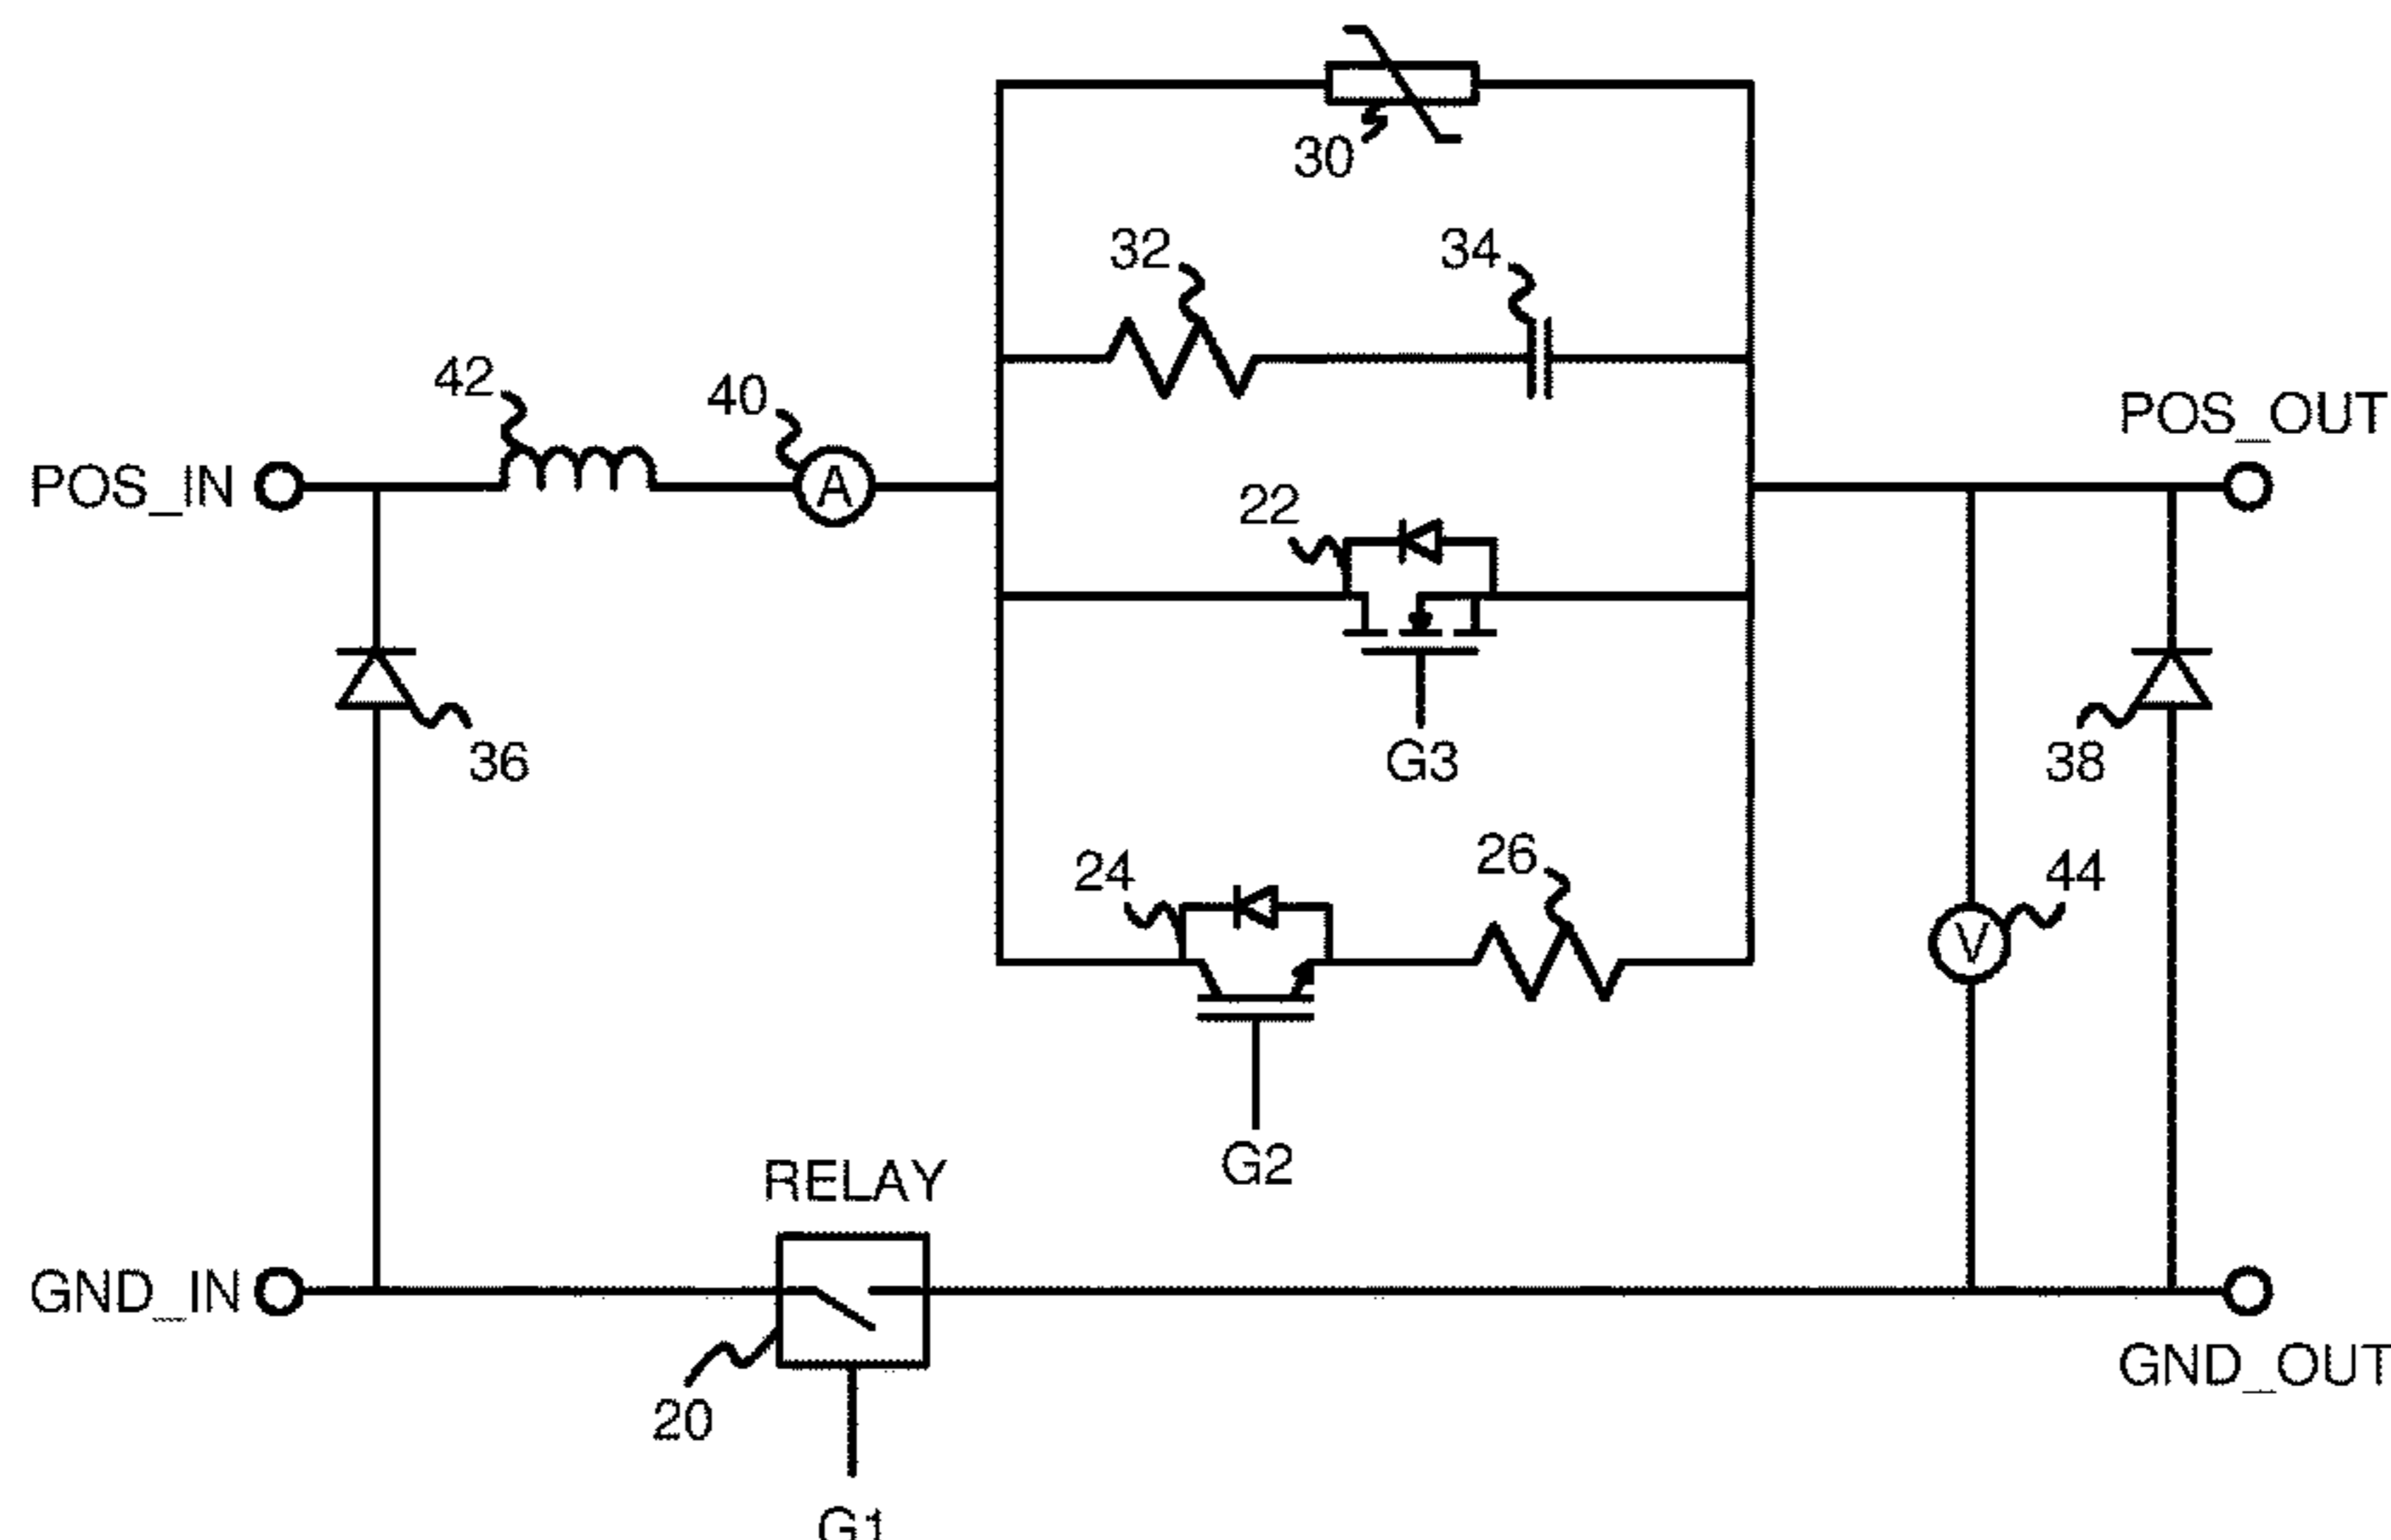 30
32
34
42
40
POS_OUT
POS_IN
A
22
36
G3
38
24
26
44
V
G2
RELAY
GND_IN
GND_OUT
20
G1